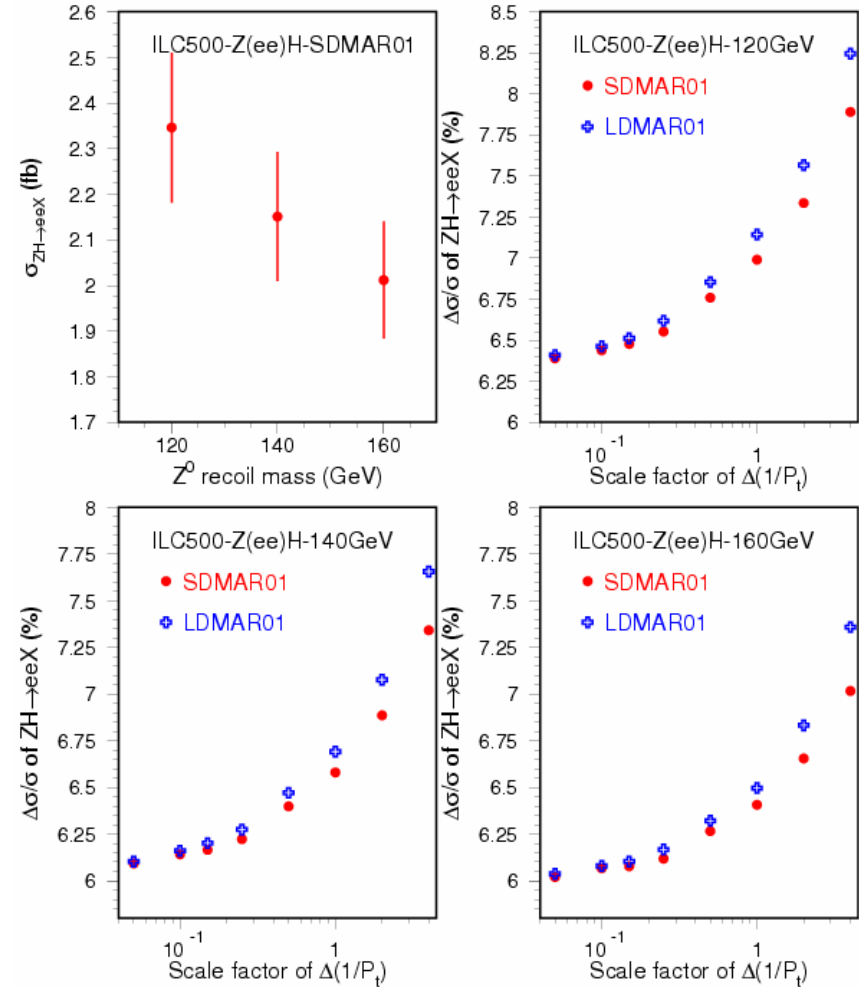 ILC500-Z(ee)H-SDMAR01
2.6
2.5
2.4
2.3
2.2
2.1
2
1.9
1.8
1.7
σ_ZH→eeX (fb)
120 140 160
Z⁰ recoil mass (GeV)
ILC500-Z(ee)H-120GeV
SDMAR01
LDMAR01
8.5
8.25
8
7.75
7.5
7.25
7
6.75
6.5
6.25
6
Δσ/σ of ZH→eeX (%)
10⁻¹ 1
Scale factor of Δ(1/P_t)
ILC500-Z(ee)H-140GeV
SDMAR01
LDMAR01
8
7.75
7.5
7.25
7
6.75
6.5
6.25
6
Δσ/σ of ZH→eeX (%)
10⁻¹ 1
Scale factor of Δ(1/P_t)
ILC500-Z(ee)H-160GeV
SDMAR01
LDMAR01
8
7.75
7.5
7.25
7
6.75
6.5
6.25
6
Δσ/σ of ZH→eeX (%)
10⁻¹ 1
Scale factor of Δ(1/P_t)